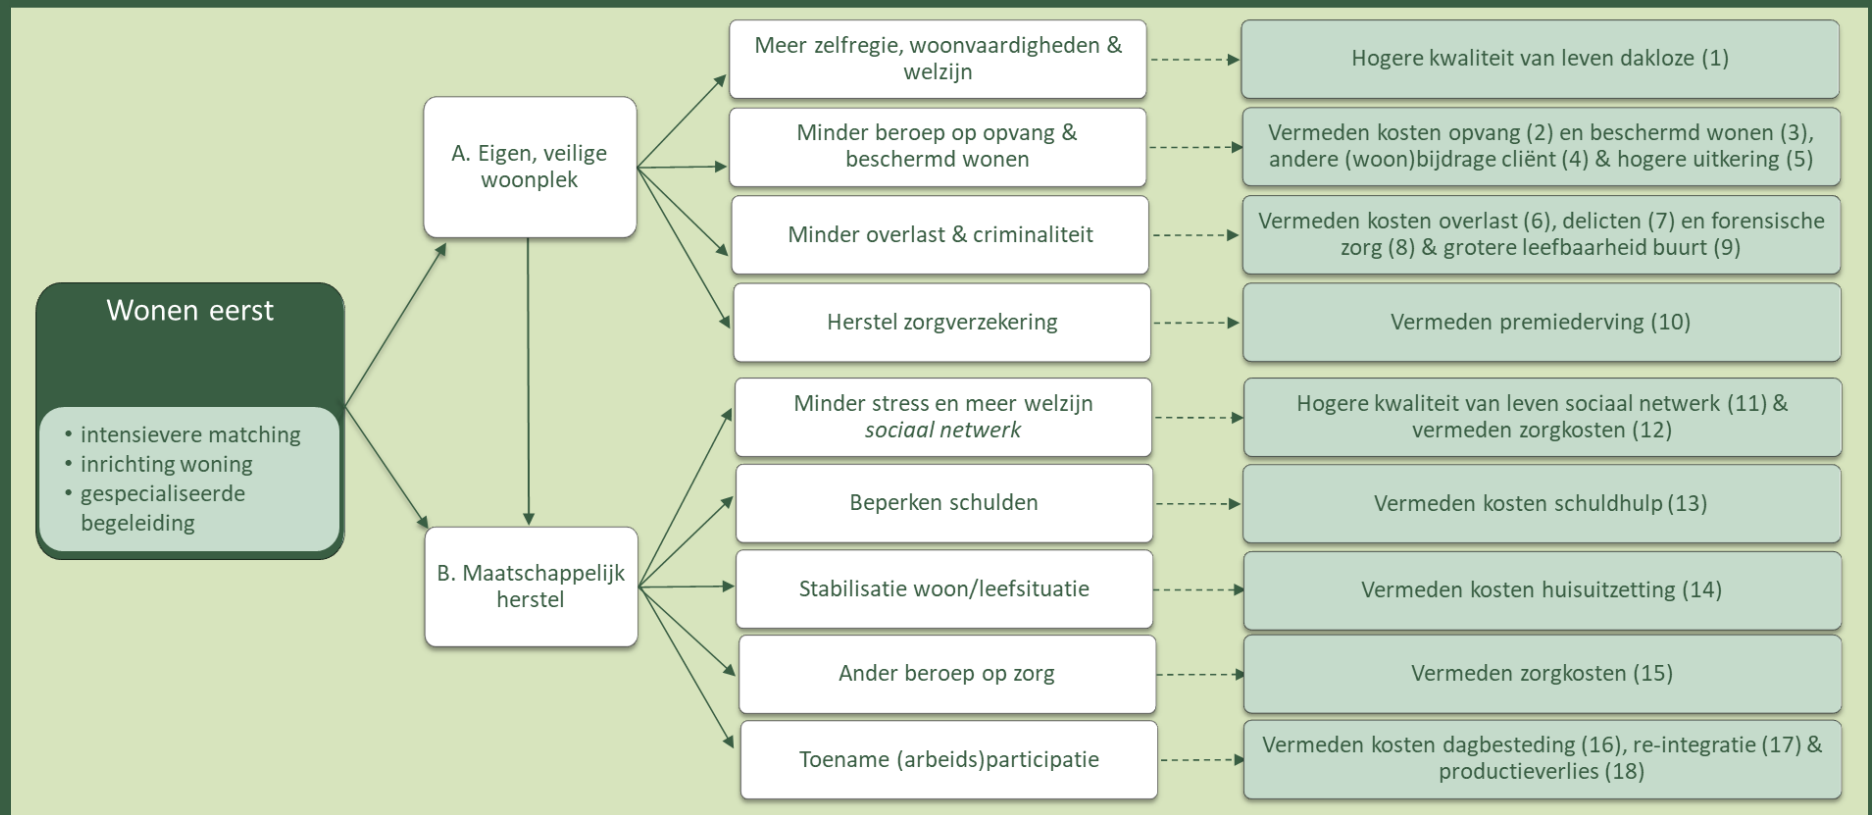 Wonen eerst
• intensievere matching
• inrichting woning
• gespecialiseerde
begeleiding
A. Eigen, veilige
woonplek
B. Maatschappelijk
herstel
Meer zelfregie, woonvaardigheden &
welzijn
Hogere kwaliteit van leven dakloze (1)
Minder beroep op opvang &
beschermd wonen
Vermeden kosten opvang (2) en beschermd wonen (3),
andere (woon)bijdrage cliënt (4) & hogere uitkering (5)
Minder overlast & criminaliteit
Vermeden kosten overlast (6), delicten (7) en forensische
zorg (8) & grotere leefbaarheid buurt (9)
Herstel zorgverzekering
Vermeden premiederving (10)
Minder stress en meer welzijn
sociaal netwerk
Hogere kwaliteit van leven sociaal netwerk (11) &
vermeden zorgkosten (12)
Beperken schulden
Vermeden kosten schuldhulp (13)
Stabilisatie woon/leefsituatie
Vermeden kosten huisuitzetting (14)
Ander beroep op zorg
Vermeden zorgkosten (15)
Toename (arbeids)participatie
Vermeden kosten dagbesteding (16), re-integratie (17) &
productieverlies (18)